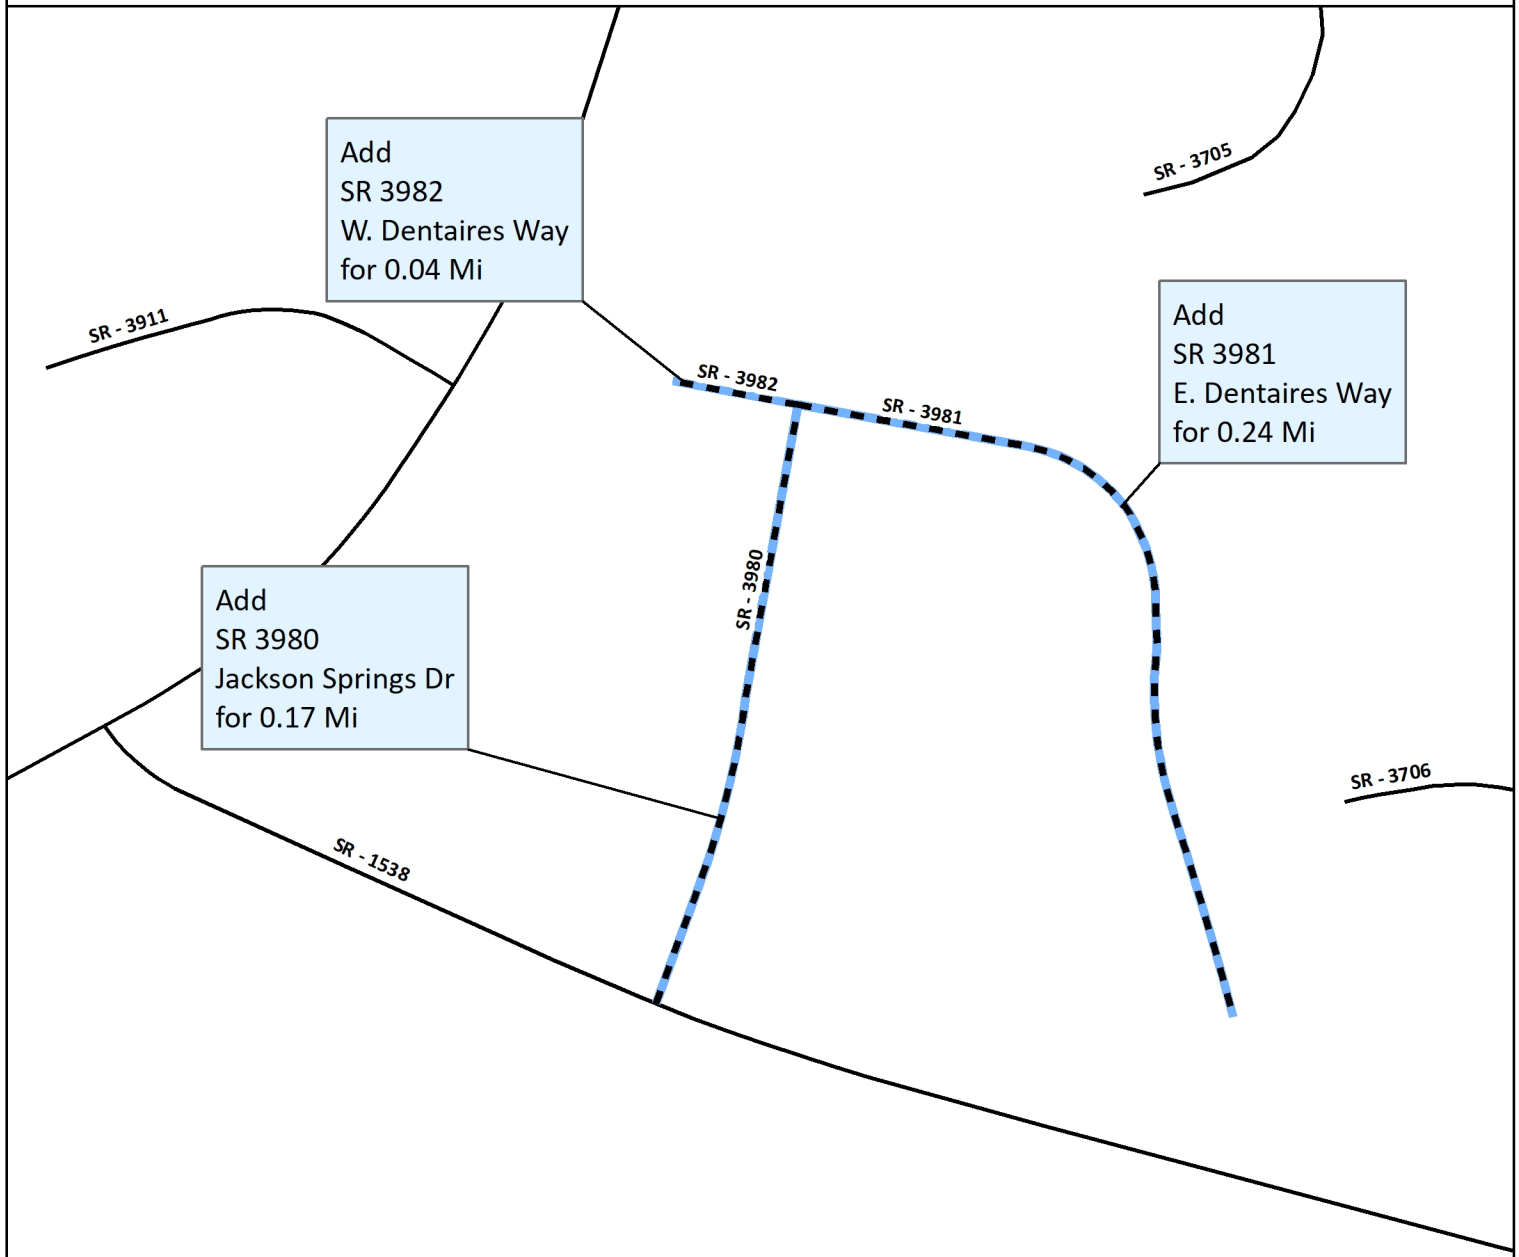 Add
SR 3982
W. Dentaires Way
for 0.04 Mi
SR - 3705
Add
SR 3981
E. Dentaires Way
for 0.24 Mi
SR - 3911
SR - 3982
SR - 3981
SR - 3980
Add
SR 3980
Jackson Springs Dr
for 0.17 Mi
SR - 3706
SR - 1538